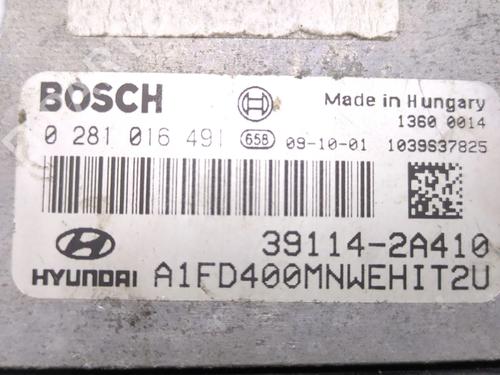 BOSCH
Made in Hungary
1360 0014
0 281 016 491 658 09-10-01 1039S37825
39114-2A410
HYUNDAI A1FD400MNWEHIT2U